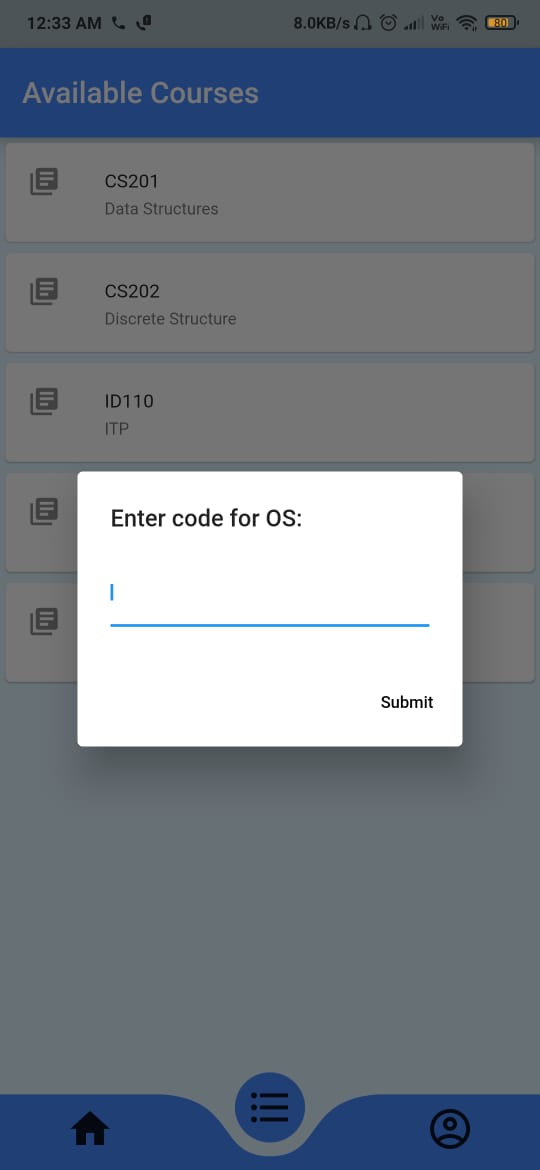 12:33 AM 8.0KB/s Vo WiFi 80
Available Courses
CS201
Data Structures
CS202
Discrete Structure
ID110
ITP
Enter code for OS:
Submit